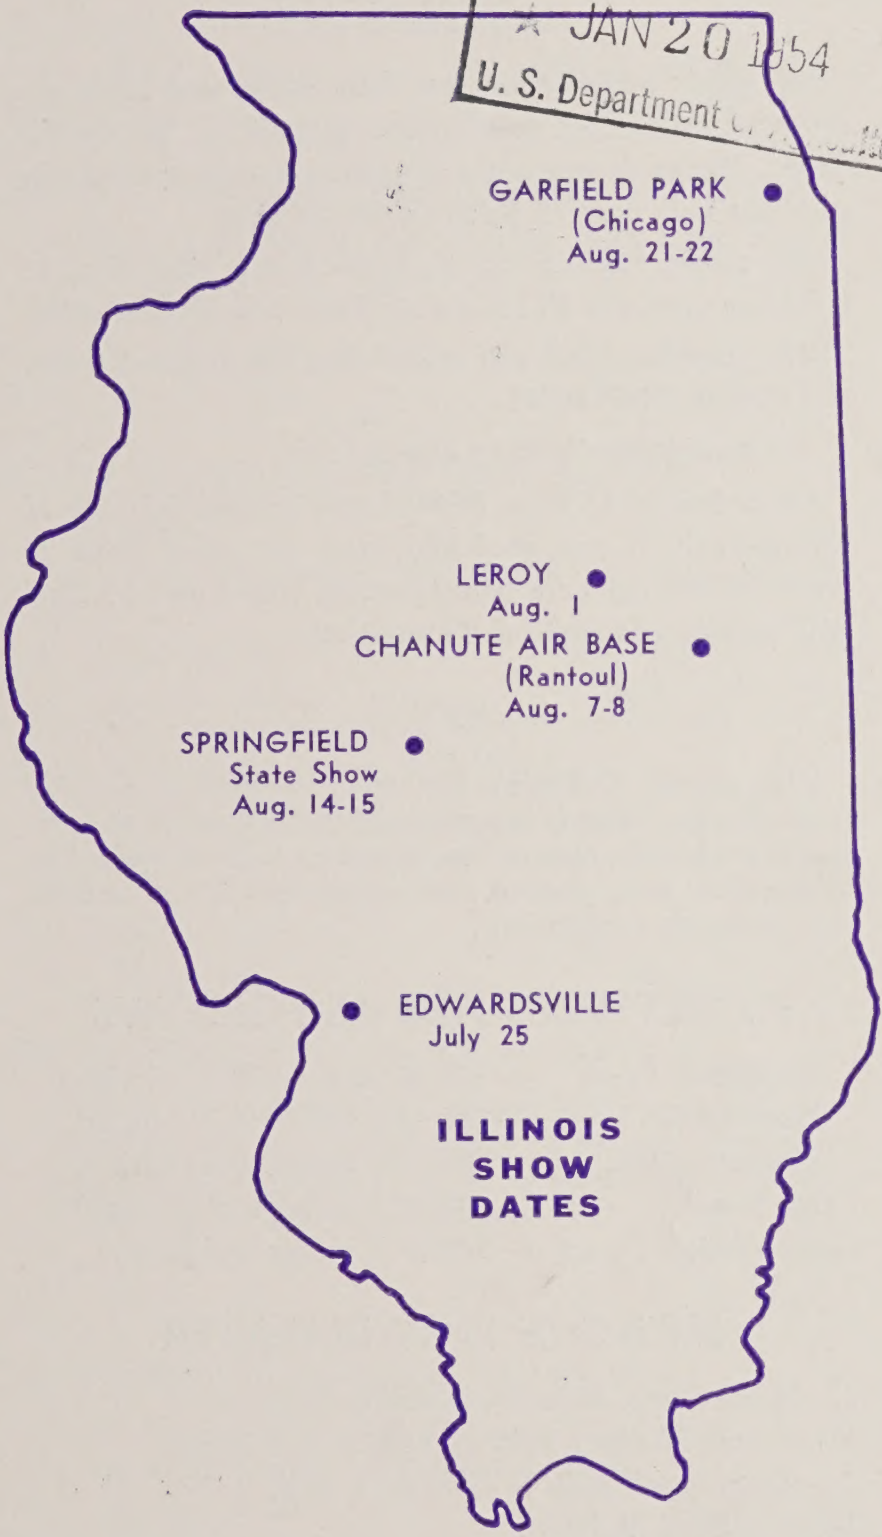 JAN 20 1954
U. S. Department
GARFIELD PARK
(Chicago)
Aug. 21-22
LEROY
Aug. 1
CHANUTE AIR BASE
(Rantoul)
Aug. 7-8
SPRINGFIELD
State Show
Aug. 14-15
EDWARDSVILLE
July 25
ILLINOIS
SHOW
DATES